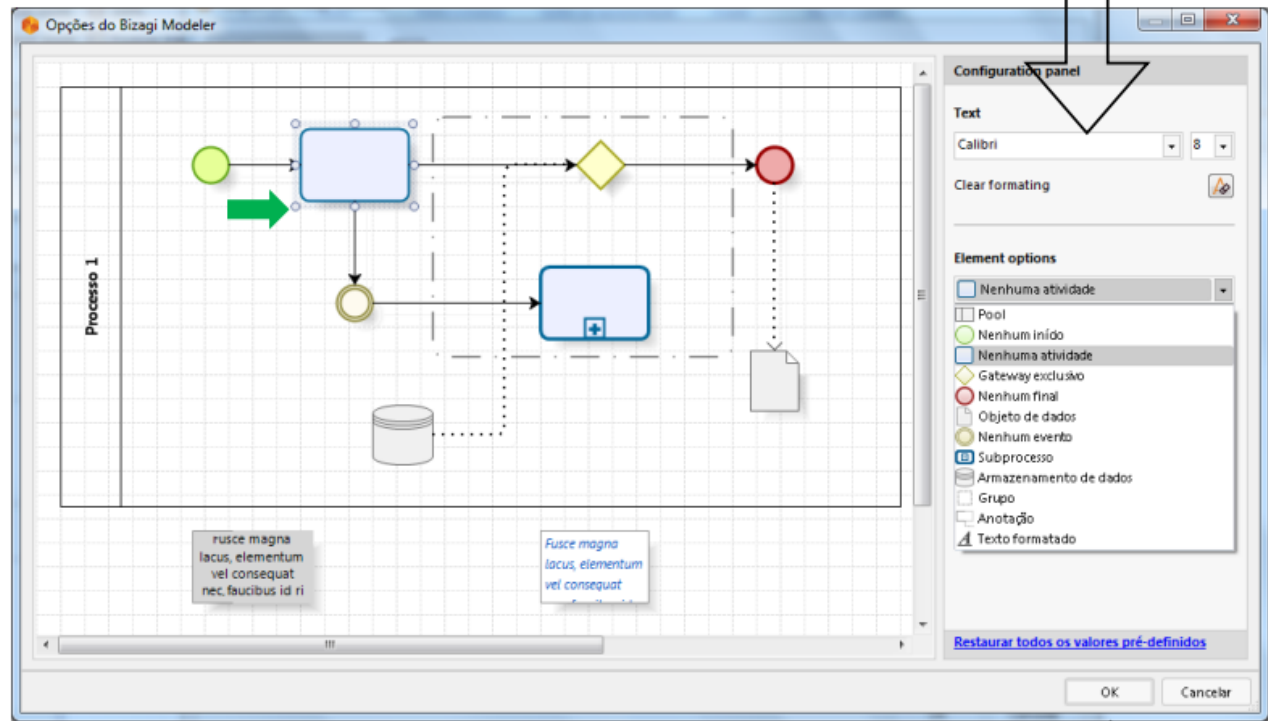 Opções do Bizagi Modeler
Processo 1
rusce magna
lacus, elementum
vel consequat
nec, faucibus id ri
Fusce magna
lacus, elementum
vel consequat
Configuration panel
Text
Calibri
8
Clear formating
Element options
Nenhuma atividade
Pool
Nenhum inído
Nenhuma atividade
Gateway exclusivo
Nenhum final
Objeto de dados
Nenhum evento
Subprocesso
Armazenamento de dados
Grupo
Anotação
A Texto formatado
Restaurar todos os valores pré-definidos
OK
Cancelar